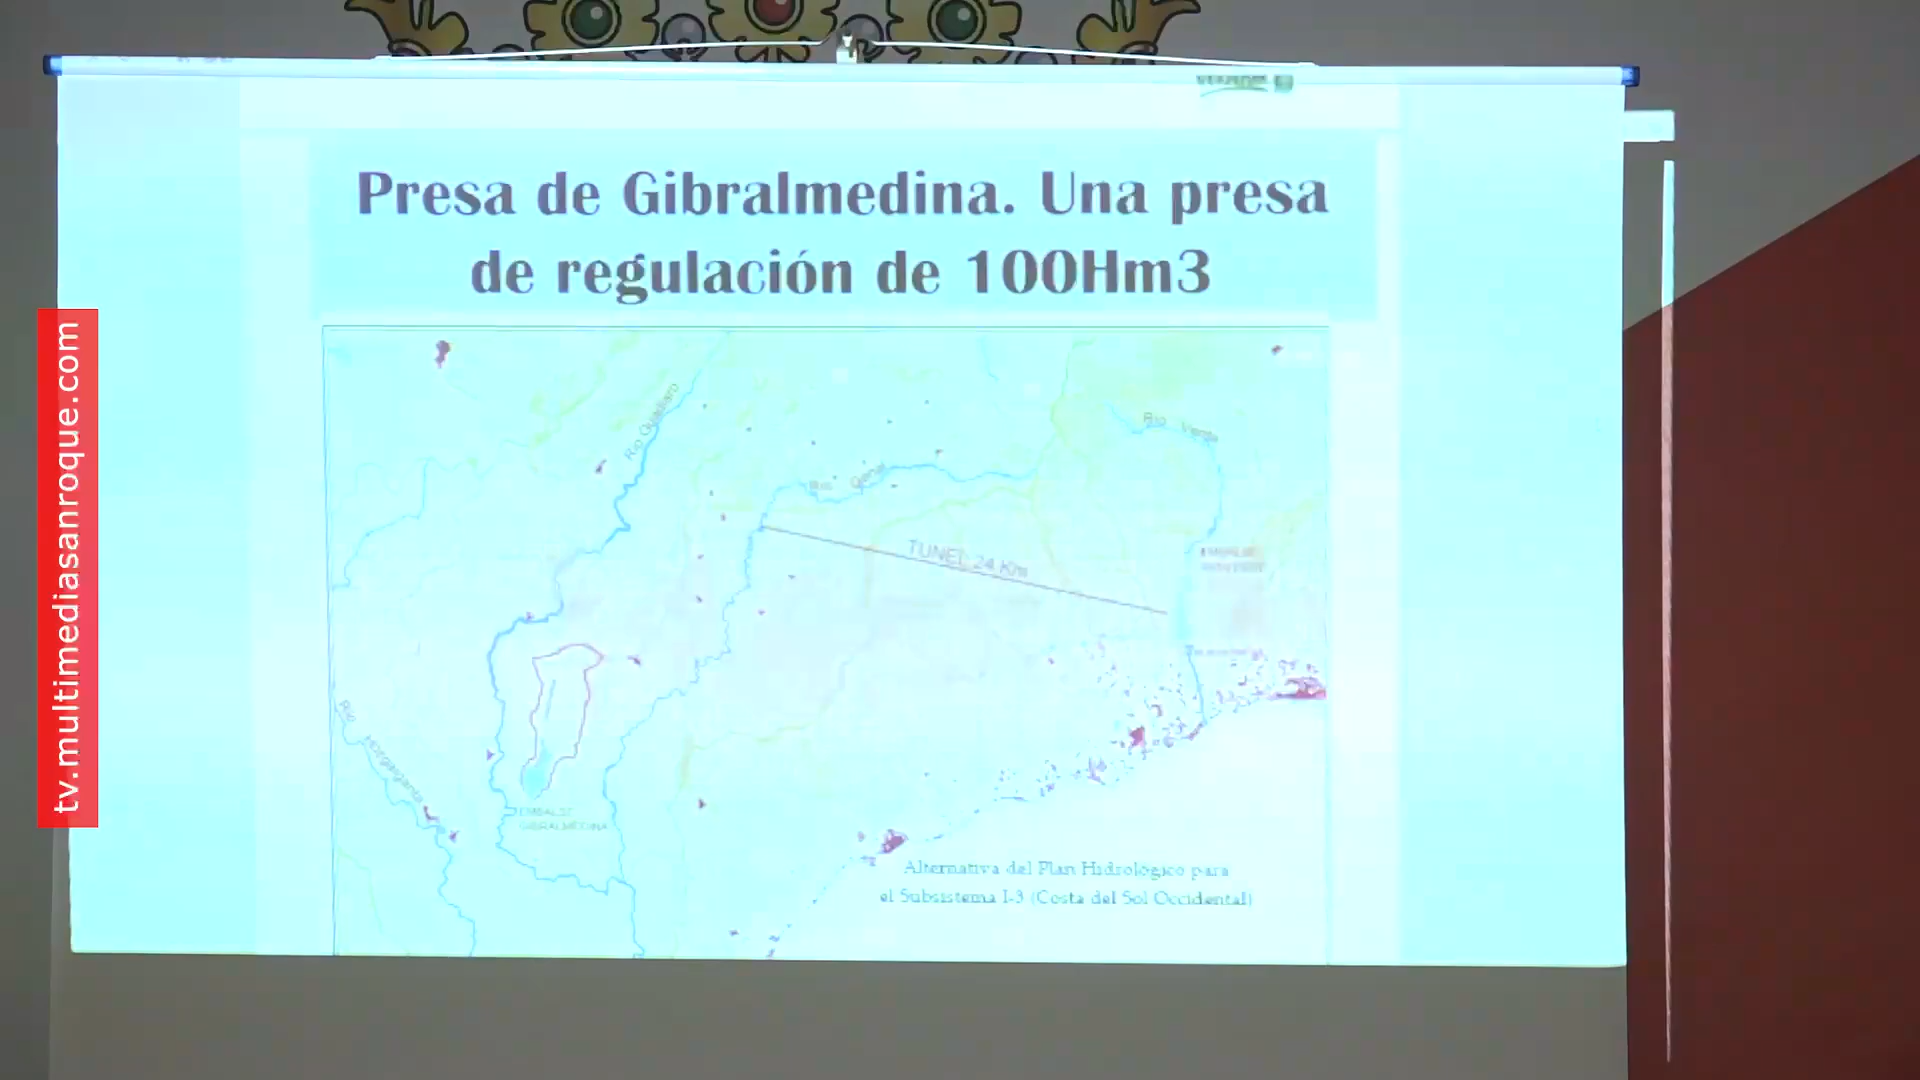 Presa de Gibralmedina. Una presa
de regulación de 100Hm3
tv.multimediasanroque.com
Río Guadiaro
Río Verde
Río Genal
TUNEL 24 Km
Río Hozgarganta
EMBALSE
GIBRALMEDINA
Alternativa del Plan Hidrológico para
el Subsistema I-3 (Costa del Sol Occidental)